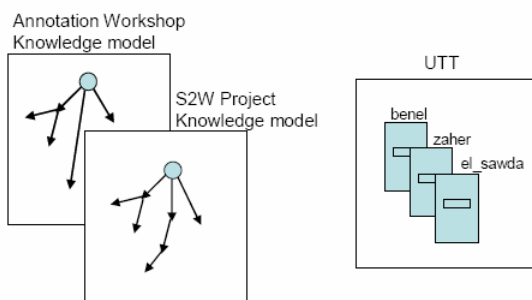 Annotation Workshop
Knowledge model
S2W Project
Knowledge model
UTT
benel
zaher
el_sawda